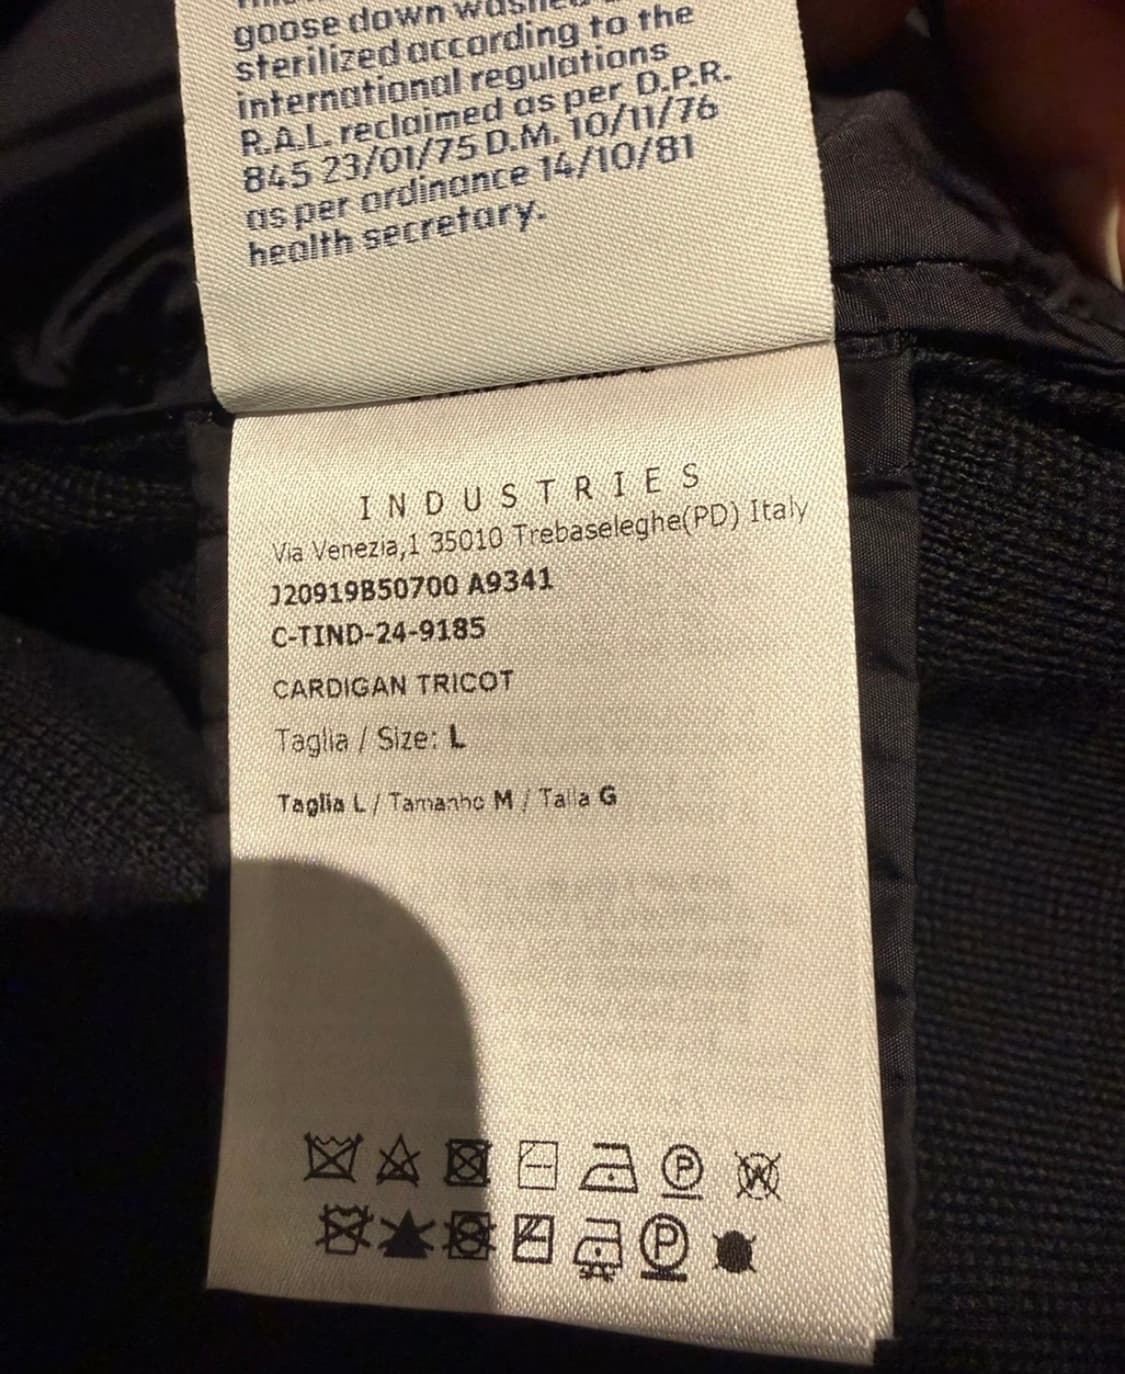 goose down washed
sterilized according to the
international regulations
R.A.L. reclaimed as per D.P.R.
845 23/01/75 D.M. 10/11/76
as per ordinance 14/10/81
health secretary.
INDUSTRIES
Via Venezia,1 35010 Trebaseleghe(PD) Italy
J20919B50700 A9341
C-TIND-24-9185
CARDIGAN TRICOT
Taglia / Size: L
Taglia L / Tamanho M / Talla G
P W
P